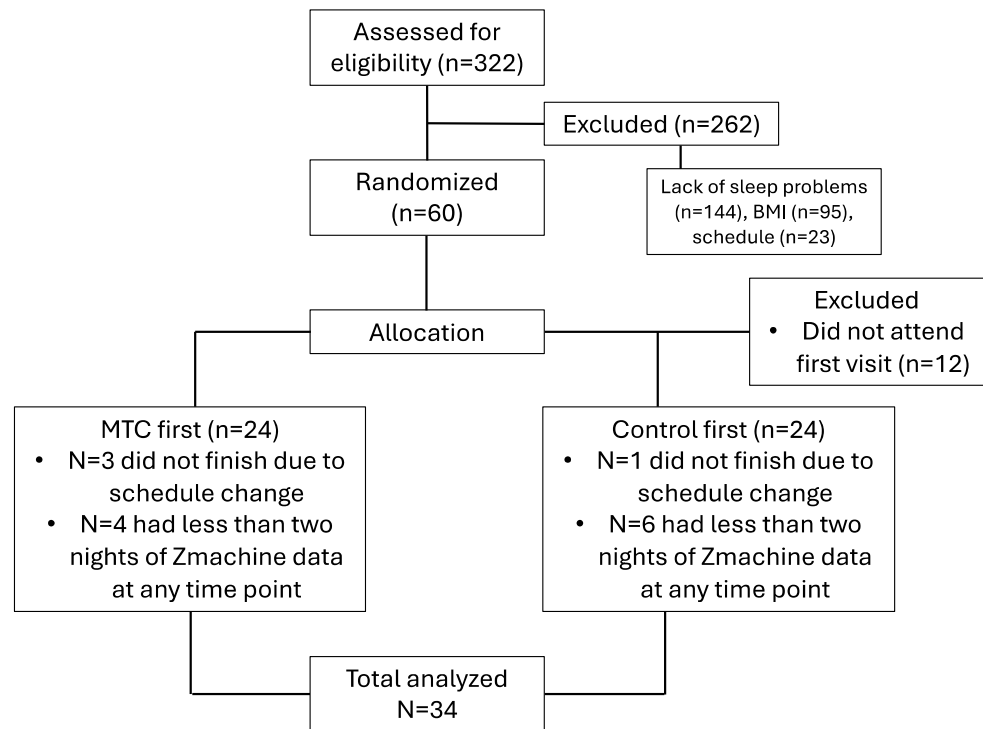 Assessed for
eligibility (n=322)
Excluded (n=262)
Lack of sleep problems
(n=144), BMI (n=95),
schedule (n=23)
Randomized
(n=60)
Excluded
• Did not attend
first visit (n=12)
Allocation
MTC first (n=24)
• N=3 did not finish due to
schedule change
• N=4 had less than two
nights of Zmachine data
at any time point
Control first (n=24)
• N=1 did not finish due to
schedule change
• N=6 had less than two
nights of Zmachine data
at any time point
Total analyzed
N=34